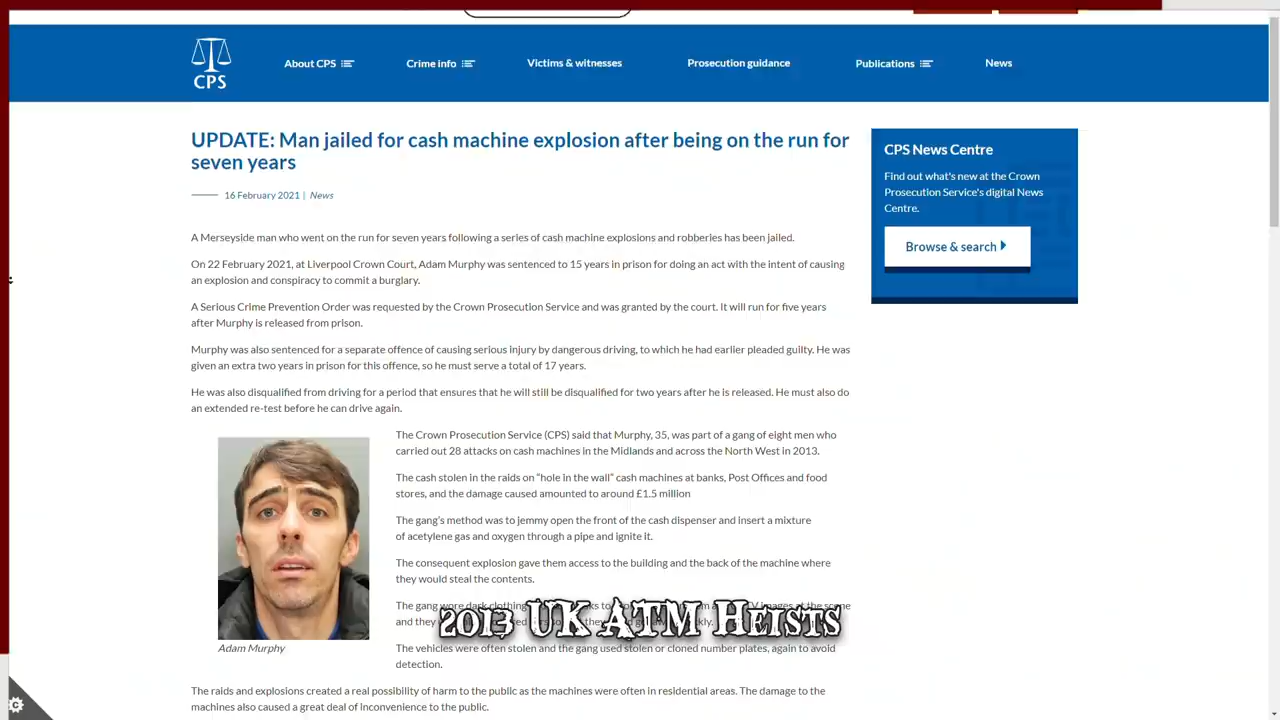 CPS
About CPS
Crime info
Victims & witnesses
Prosecution guidance
Publications
News
UPDATE: Man jailed for cash machine explosion after being on the run for
seven years
16 February 2021 | News
A Merseyside man who went on the run for seven years following a series of cash machine explosions and robberies has been jailed.
On 22 February 2021, at Liverpool Crown Court, Adam Murphy was sentenced to 15 years in prison for doing an act with the intent of causing
an explosion and conspiracy to commit a burglary.
A Serious Crime Prevention Order was requested by the Crown Prosecution Service and was granted by the court. It will run for five years
after Murphy is released from prison.
Murphy was also sentenced for a separate offence of causing serious injury by dangerous driving, to which he had earlier pleaded guilty. He was
given an extra two years in prison for this offence, so he must serve a total of 17 years.
He was also disqualified from driving for a period that ensures that he will still be disqualified for two years after he is released. He must also do
an extended re-test before he can drive again.
The Crown Prosecution Service (CPS) said that Murphy, 35, was part of a gang of eight men who
carried out 28 attacks on cash machines in the Midlands and across the North West in 2013.
The cash stolen in the raids on “hole in the wall” cash machines at banks, Post Offices and food
stores, and the damage caused amounted to around £1.5 million
The gang's method was to jemmy open the front of the cash dispenser and insert a mixture
of acetylene gas and oxygen through a pipe and ignite it.
The consequent explosion gave them access to the building and the back of the machine where
they would steal the contents.
The gang wore dark clothing images at the scene
and they quickly.
2013 UK ATM Heists
The vehicles were often stolen and the gang used stolen or cloned number plates, again to avoid
detection.
Adam Murphy
The raids and explosions created a real possibility of harm to the public as the machines were often in residential areas. The damage to the
machines also caused a great deal of inconvenience to the public.
CPS News Centre
Find out what's new at the Crown
Prosecution Service's digital News
Centre.
Browse & search